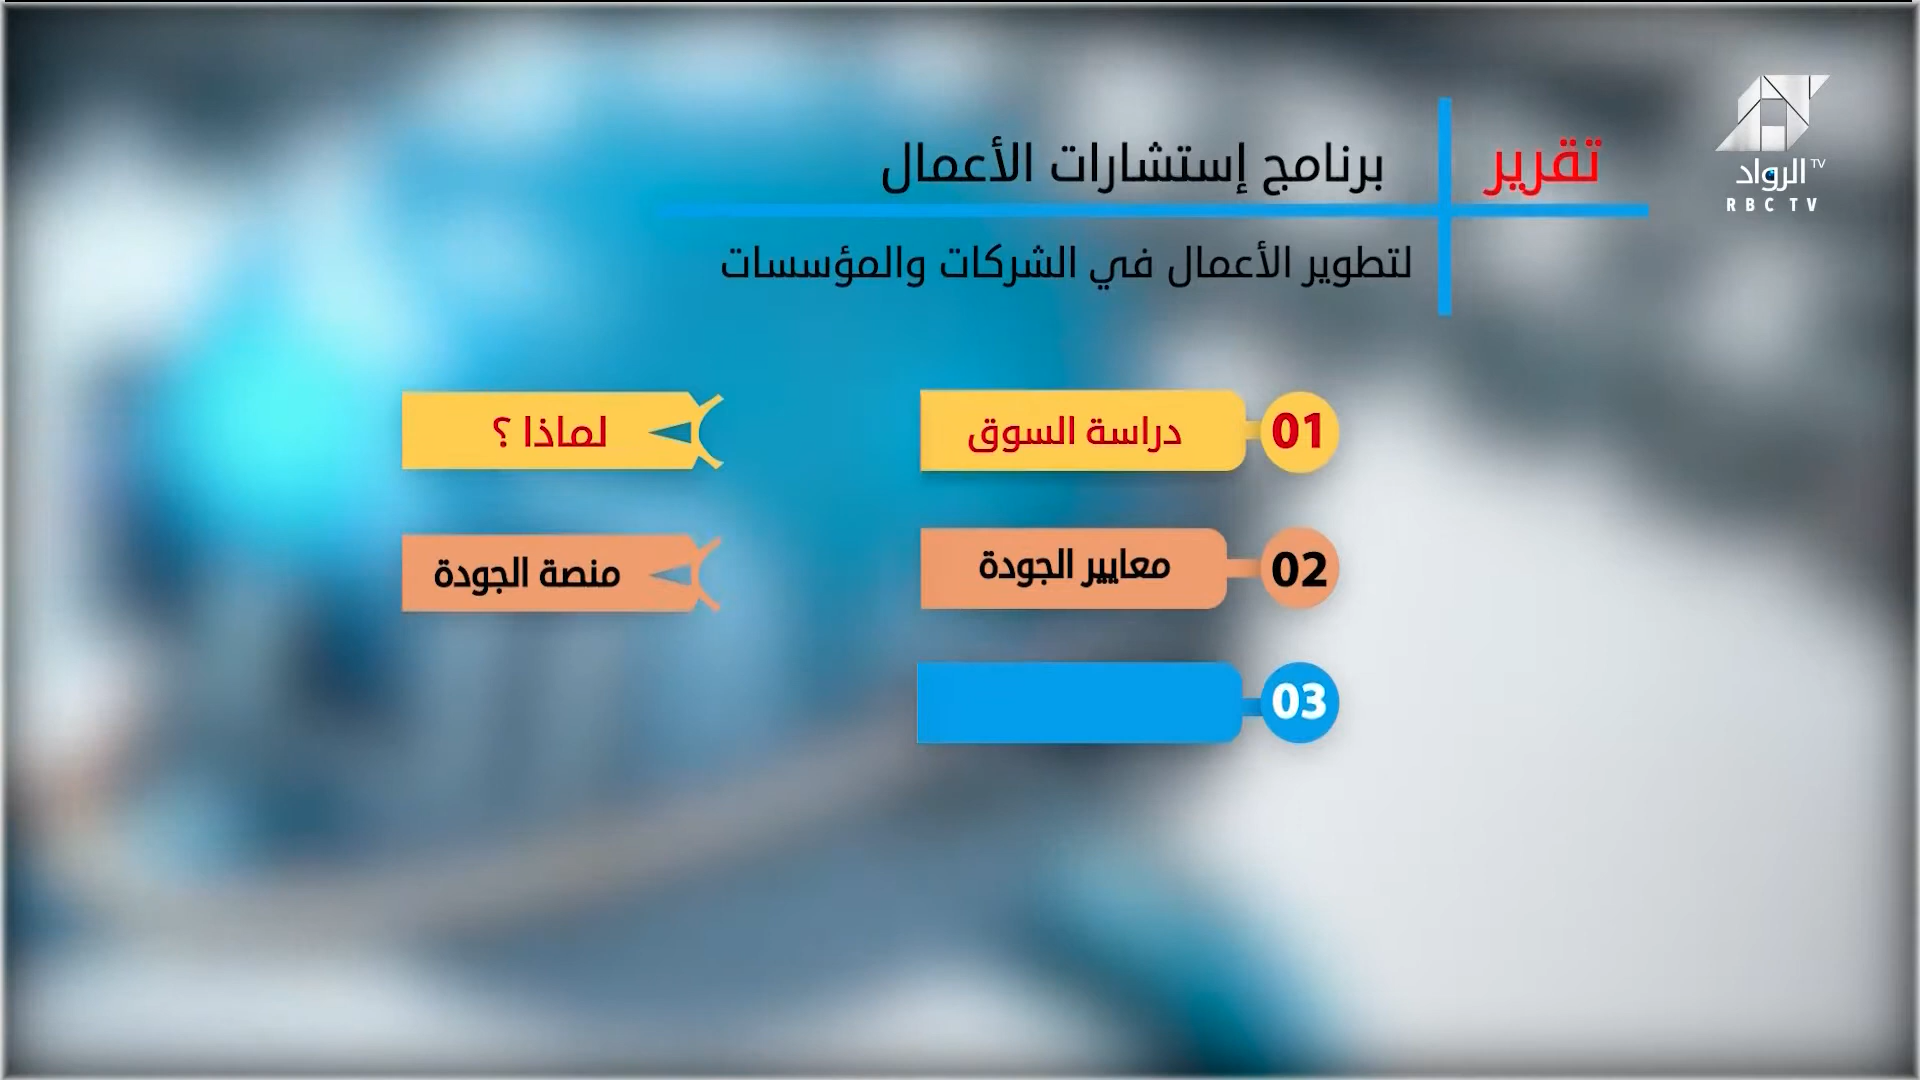 تقرير
برنامج إستشارات الأعمال
لتطوير الأعمال في الشركات والمؤسسات
الرواد TV
RBC TV
01
دراسة السوق
لماذا ؟
02
معايير الجودة
منصة الجودة
03